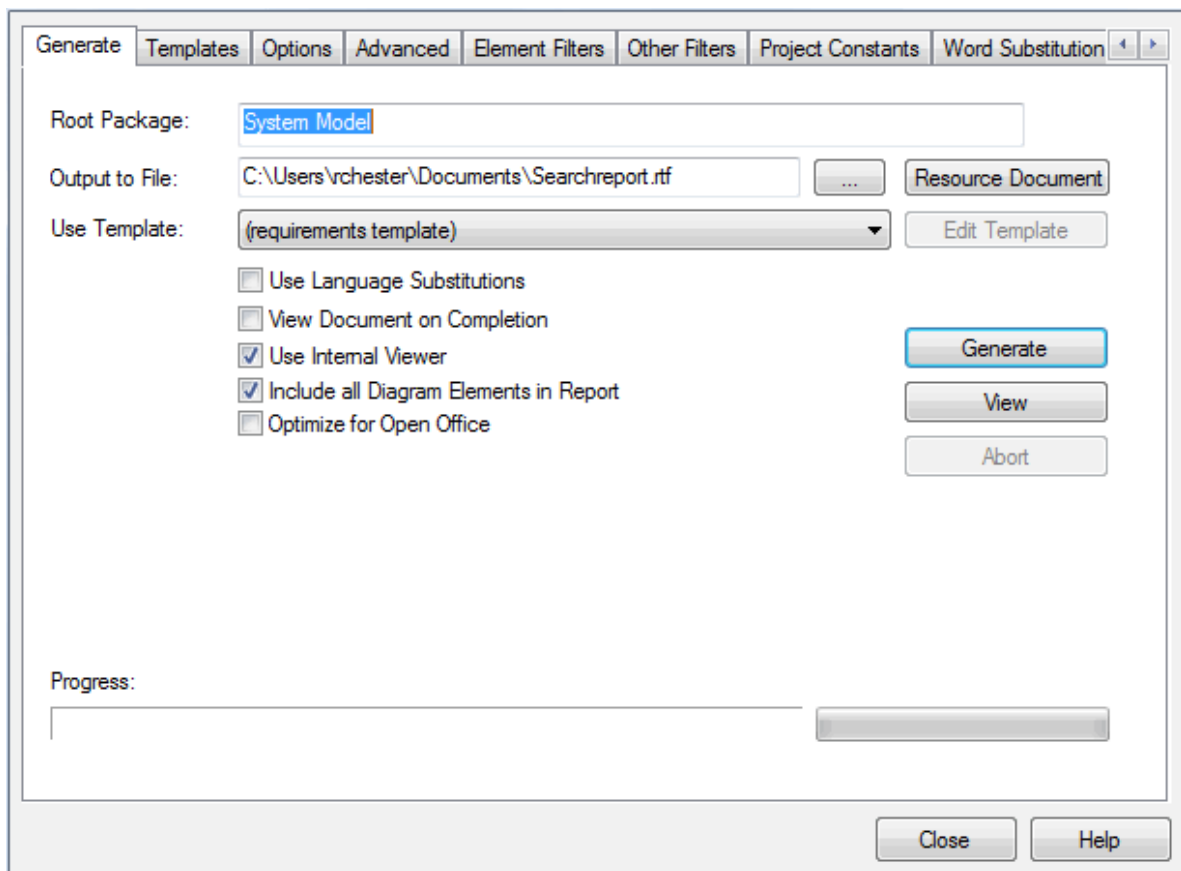 Generate Templates Options Advanced Element Filters Other Filters Project Constants Word Substitution
Root Package: System Model
Output to File: C:\Users\rchester\Documents\Searchreport.rtf ... Resource Document
Use Template: (requirements template) Edit Template
Use Language Substitutions
View Document on Completion
Use Internal Viewer
Generate
Include all Diagram Elements in Report
View
Optimize for Open Office
Abort
Progress:
Close Help